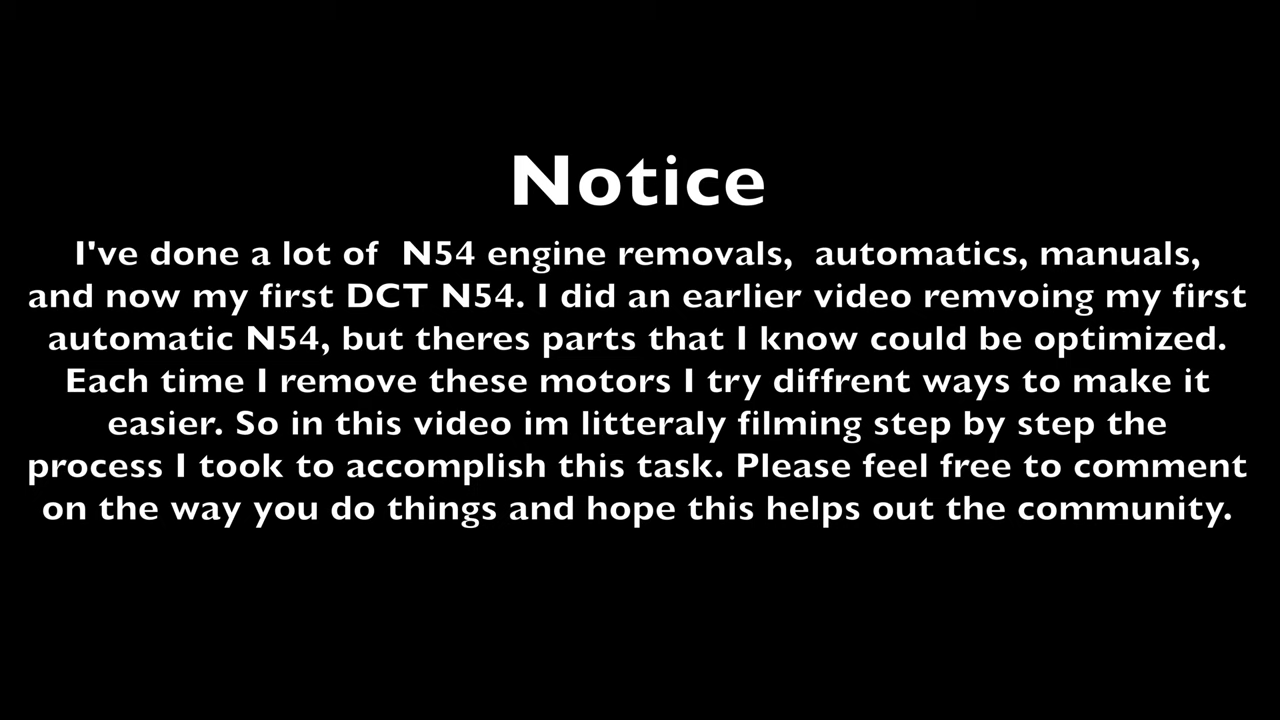 Notice
I've done a lot of  N54 engine removals,  automatics, manuals,
and now my first DCT N54. I did an earlier video remvoing my first
automatic N54, but theres parts that I know could be optimized.
Each time I remove these motors I try diffrent ways to make it
easier. So in this video im litteraly filming step by step the
process I took to accomplish this task. Please feel free to comment
on the way you do things and hope this helps out the community.